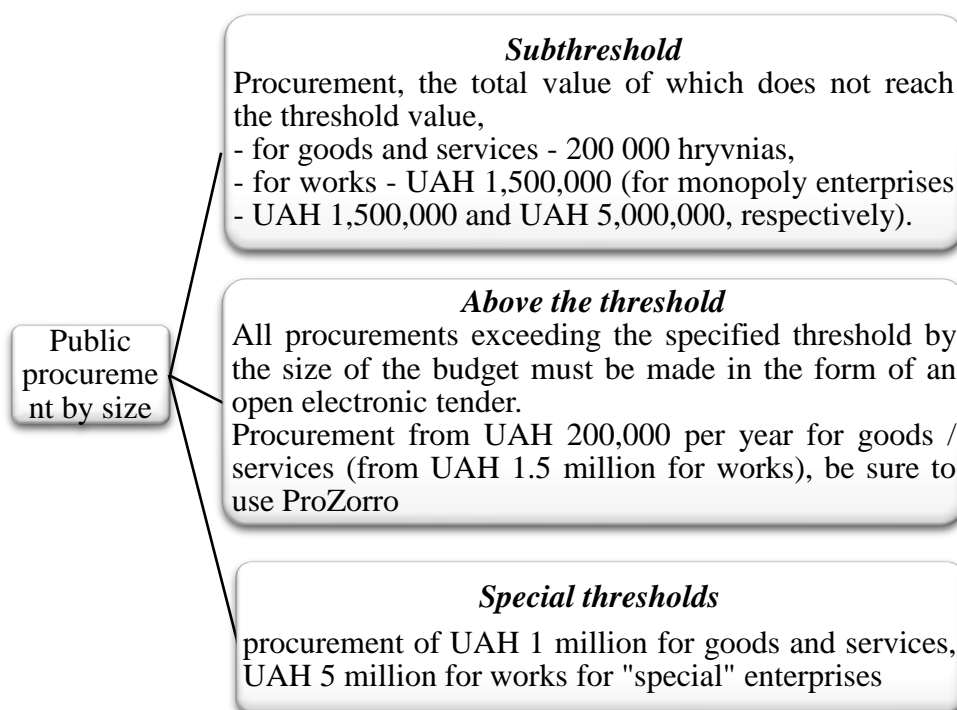 Subthreshold
Procurement, the total value of which does not reach
the threshold value,
- for goods and services - 200 000 hryvnias,
- for works - UAH 1,500,000 (for monopoly enterprises
- UAH 1,500,000 and UAH 5,000,000, respectively).
Public
procureme
nt by size
Above the threshold
All procurements exceeding the specified threshold by
the size of the budget must be made in the form of an
open electronic tender.
Procurement from UAH 200,000 per year for goods /
services (from UAH 1.5 million for works), be sure to
use ProZorro
Special thresholds
procurement of UAH 1 million for goods and services,
UAH 5 million for works for "special" enterprises